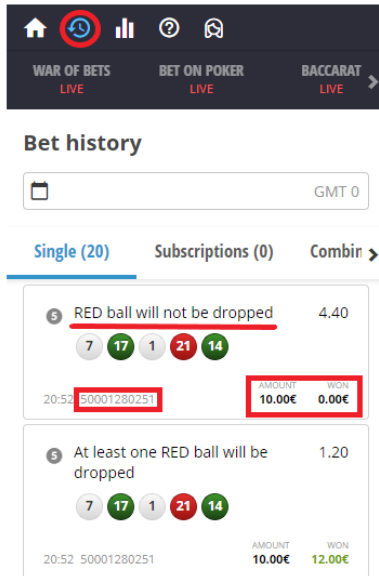 WAR OF BETS BET ON POKER BACCARAT
LIVE LIVE LIVE
Bet history
GMT 0
Single (20) Subscriptions (0) Combin
5 RED ball will not be dropped 4.40
7 17 1 21 14
AMOUNT WON
20:52 50001280251 10.00€ 0.00€
5 At least one RED ball will be 1.20
dropped
7 17 1 21 14
AMOUNT WON
20:52 50001280251 10.00€ 12.00€